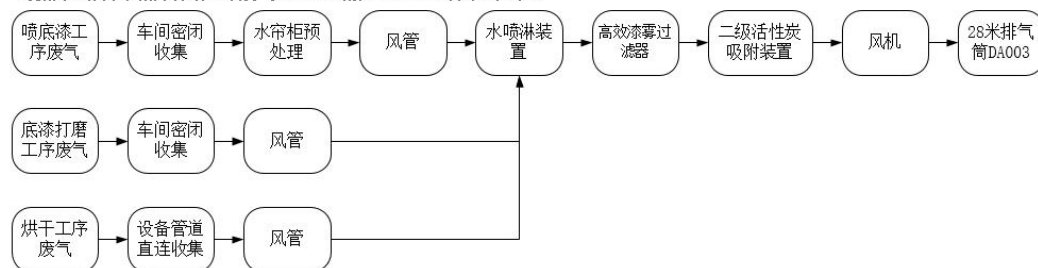 喷底漆工
序废气
车间密闭
收集
水帘柜预
处理
风管
水喷淋装
置
高效漆雾过
滤器
二级活性炭
吸附装置
风机
28米排气
筒DA003
底漆打磨
工序废气
车间密闭
收集
风管
烘干工序
废气
设备管道
直连收集
风管